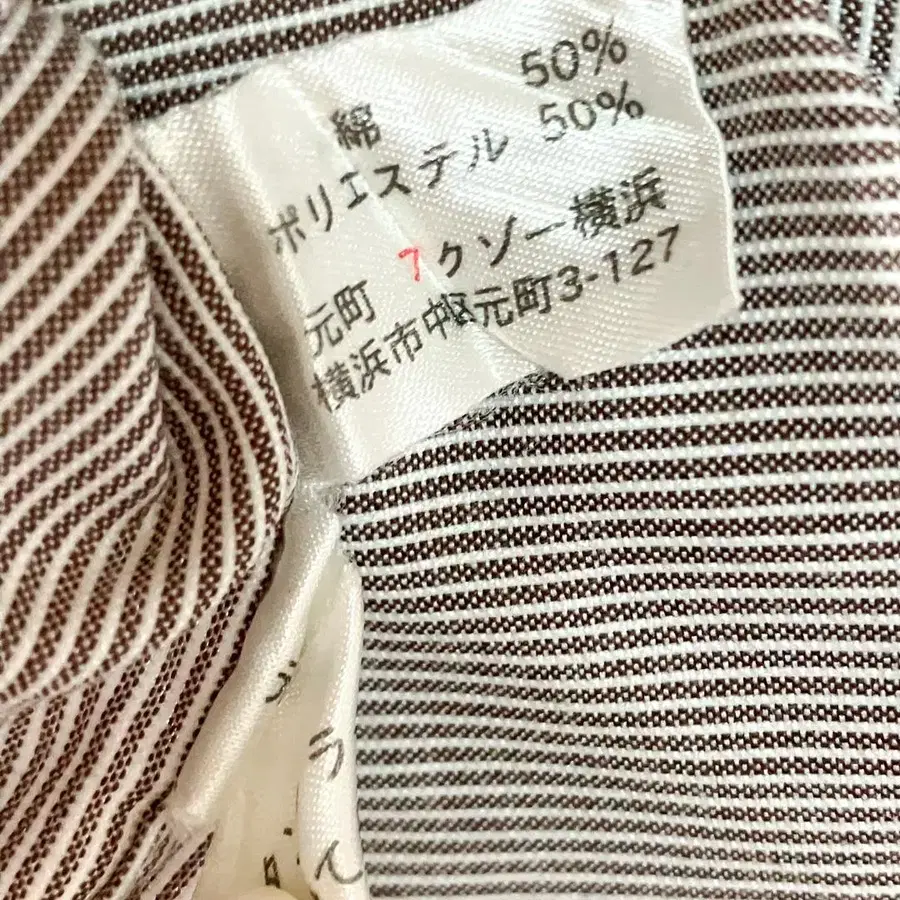 綿 50%
ポリエステル 50%
元町 フクゾー横浜
横浜市中区元町3-127